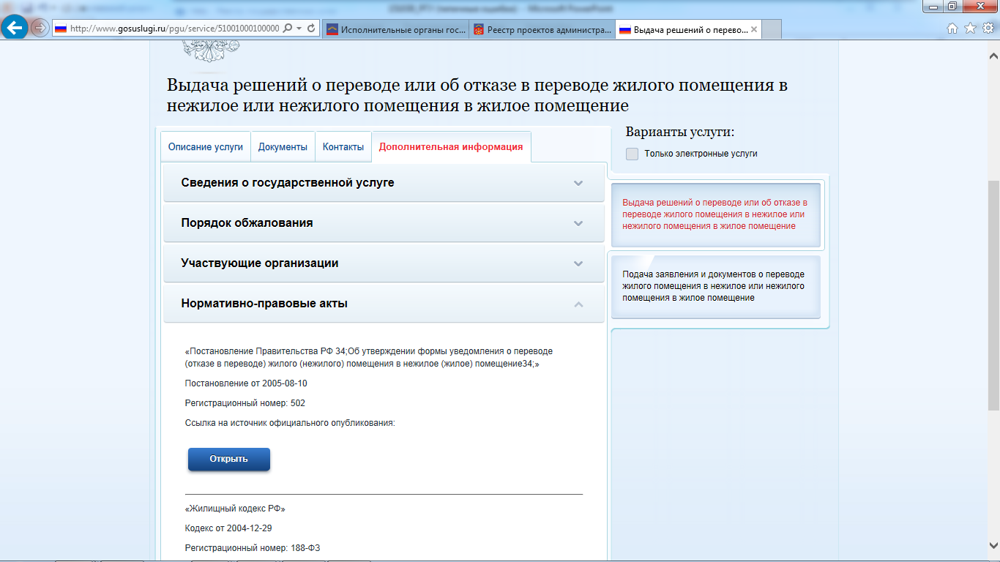 http://www.gosuslugi.ru/pgu/service/51001000100000
Исполнительные органы гос...
Реестр проектов администра...
Выдача решений о перево...
Выдача решений о переводе или об отказе в переводе жилого помещения в
нежилое или нежилого помещения в жилое помещение
Описание услуги
Документы
Контакты
Дополнительная информация
Сведения о государственной услуге
Порядок обжалования
Участвующие организации
Нормативно-правовые акты
«Постановление Правительства РФ 34;Об утверждении формы уведомления о переводе
(отказе в переводе) жилого (нежилого) помещения в нежилое (жилое) помещение34;»
Постановление от 2005-08-10
Регистрационный номер: 502
Ссылка на источник официального опубликования:
Открыть
«Жилищный кодекс РФ»
Кодекс от 2004-12-29
Регистрационный номер: 188-ФЗ
Варианты услуги:
Только электронные услуги
Выдача решений о переводе или об отказе в
переводе жилого помещения в нежилое или
нежилого помещения в жилое помещение
Подача заявления и документов о переводе
жилого помещения в нежилое или нежилого
помещения в жилое помещение